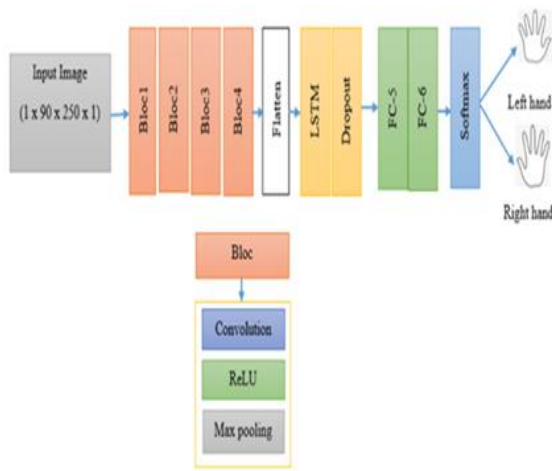 Input Image
(1 x 90 x 250 x 1)
Bloc1
Bloc2
Bloc3
Bloc4
Flatten
LSTM
Dropout
FC-5
FC-6
Softmax
Left hand
Right hand
Bloc
Convolution
ReLU
Max pooling